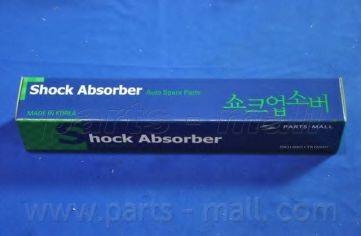 Shock Absorber Auto Spare Parts
쇼크업소버
MADE IN KOREA
PARTS MALL
Shock Absorber
www.parts-mall.com